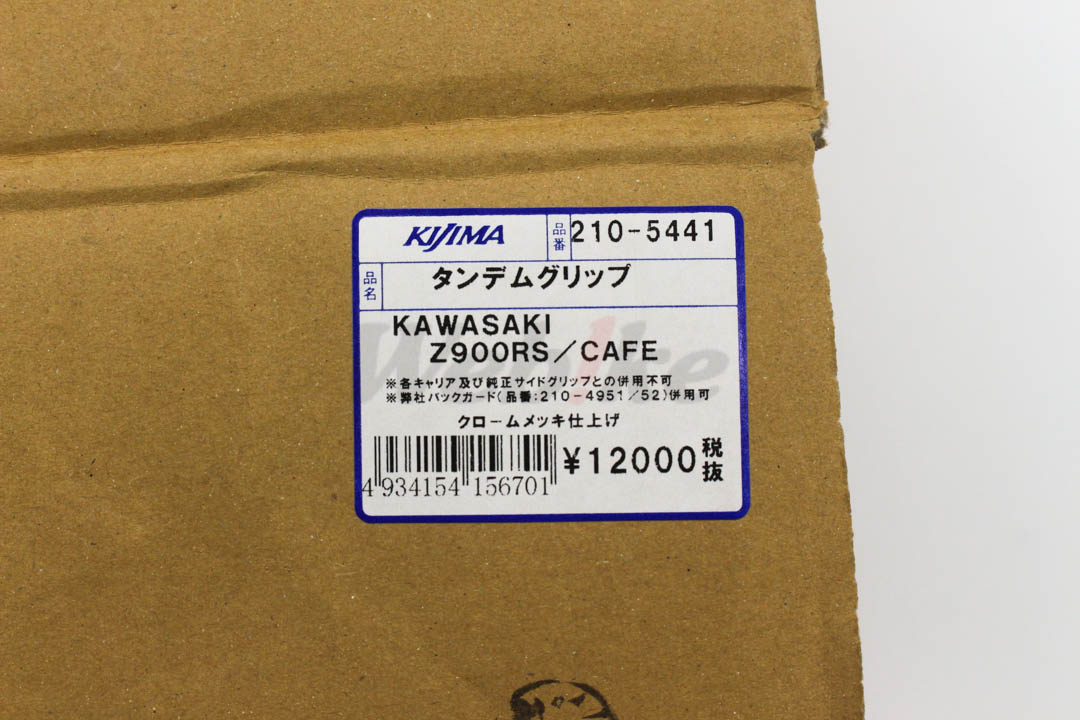 KIJIMA 品番 210-5441
品名 タンデムグリップ
KAWASAKI
Z900RS/CAFE
Webike
※各キャリア及び純正サイドグリップとの併用不可
※弊社バックガード(品番:210-4951/52)併用可
クロームメッキ仕上げ
¥12000 税抜
4934154156701